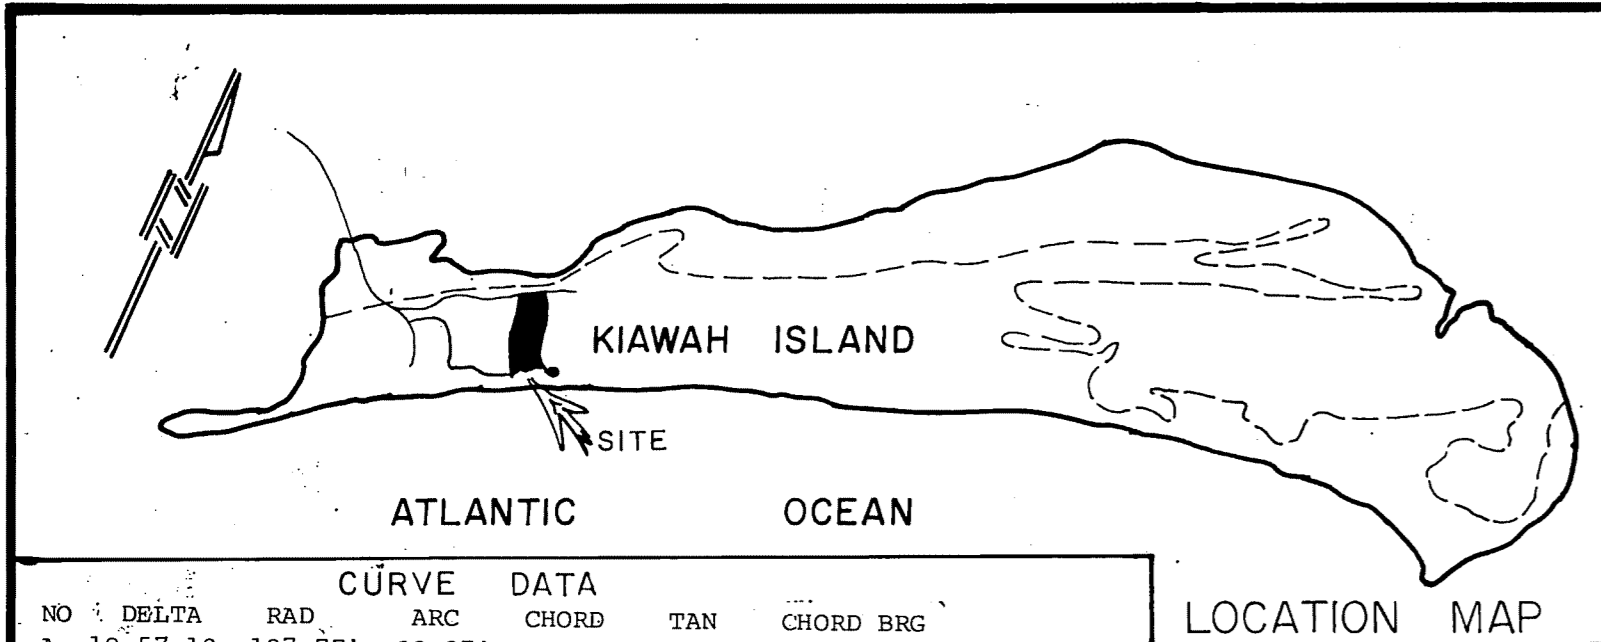 KIAWAH ISLAND
SITE
ATLANTIC OCEAN
CURVE DATA
NO DELTA RAD ARC CHORD TAN CHORD BRG
LOCATION MAP